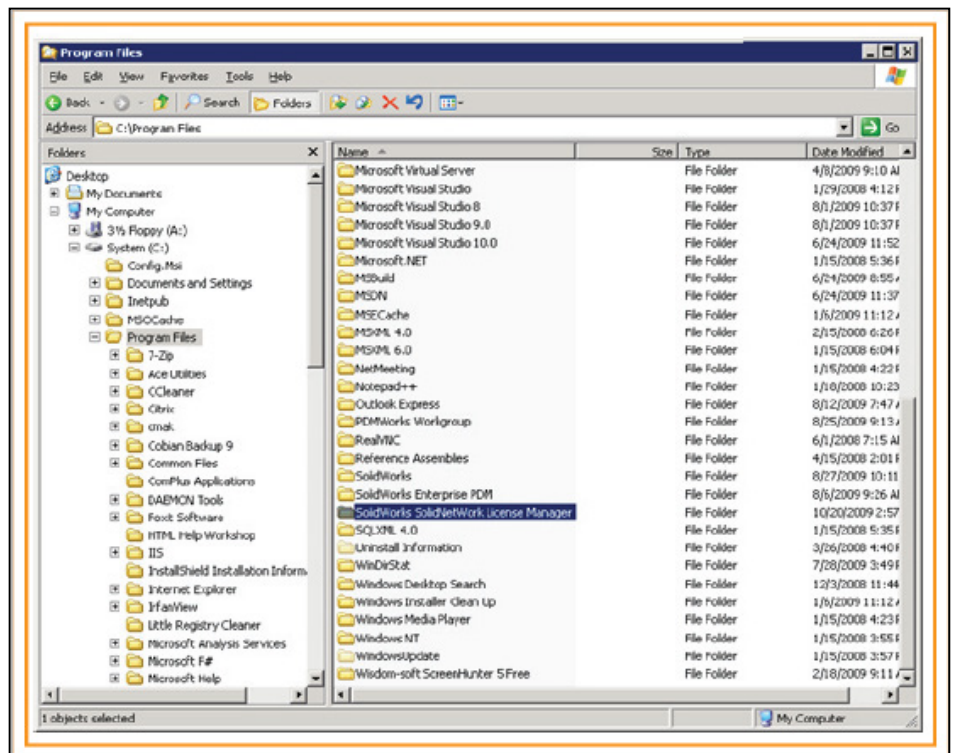 Program Files
File Edit View Favorites Tools Help
Back Search Folders
Address C:\Program Files Go
Folders
Desktop
My Documents
My Computer
3½ Floppy (A:)
System (C:)
Config.Msi
Documents and Settings
Inetpub
MSOCache
Program Files
7-Zip
Ace Utilities
CCleaner
Citrix
cmak
Cobian Backup 9
Common Files
ComPlus Applications
DAEMON Tools
Foxit Software
HTML Help Workshop
IIS
InstallShield Installation Inform
Internet Explorer
IrfanView
Little Registry Cleaner
Microsoft Analysis Services
Microsoft F#
Microsoft Help
Name Size Type Date Modified
Microsoft Virtual Server File Folder 4/8/2009 9:10 A
Microsoft Visual Studio File Folder 1/29/2008 4:12 P
Microsoft Visual Studio 8 File Folder 8/1/2009 10:37 P
Microsoft Visual Studio 9.0 File Folder 8/1/2009 10:37 P
Microsoft Visual Studio 10.0 File Folder 6/24/2009 11:52
Microsoft.NET File Folder 1/15/2008 5:36 P
MSBuild File Folder 6/24/2009 8:55 A
MSDN File Folder 6/24/2009 11:37
MSECache File Folder 1/6/2009 11:12 A
MSXML 4.0 File Folder 2/15/2008 6:26 P
MSXML 6.0 File Folder 1/15/2008 6:04 P
NetMeeting File Folder 1/15/2008 4:22 P
Notepad++ File Folder 1/18/2008 10:23
Outlook Express File Folder 8/12/2009 7:47 A
PDMWorks Workgroup File Folder 8/25/2009 9:13 A
RealVNC File Folder 6/1/2008 7:15 A
Reference Assemblies File Folder 4/15/2008 2:01 P
SolidWorks File Folder 8/27/2009 10:11
SolidWorks Enterprise PDM File Folder 8/6/2009 9:26 A
SolidWorks SolidNetWork License Manager File Folder 10/20/2009 2:57
SQLXML 4.0 File Folder 1/15/2008 5:35 P
Uninstall Information File Folder 3/26/2008 4:40 P
WinDirStat File Folder 7/28/2009 3:49 P
Windows Desktop Search File Folder 12/3/2008 11:44
Windows Installer Clean Up File Folder 1/6/2009 11:12 A
Windows Media Player File Folder 1/15/2008 4:23 P
Windows NT File Folder 1/15/2008 3:55 P
WindowsUpdate File Folder 1/15/2008 3:57 P
Wisdom-soft ScreenHunter 5 Free File Folder 2/18/2009 9:11 A
1 objects selected My Computer